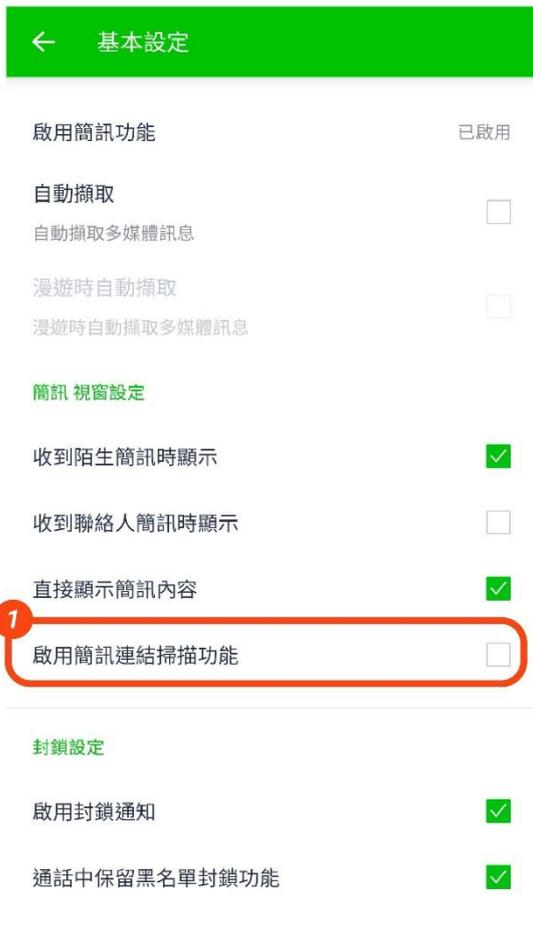 基本設定
啟用簡訊功能 已啟用
自動擷取
自動擷取多媒體訊息
漫遊時自動擷取
漫遊時自動擷取多媒體訊息
簡訊 視窗設定
收到陌生簡訊時顯示
收到聯絡人簡訊時顯示
直接顯示簡訊內容
1
啟用簡訊連結掃描功能
封鎖設定
啟用封鎖通知
通話中保留黑名單封鎖功能